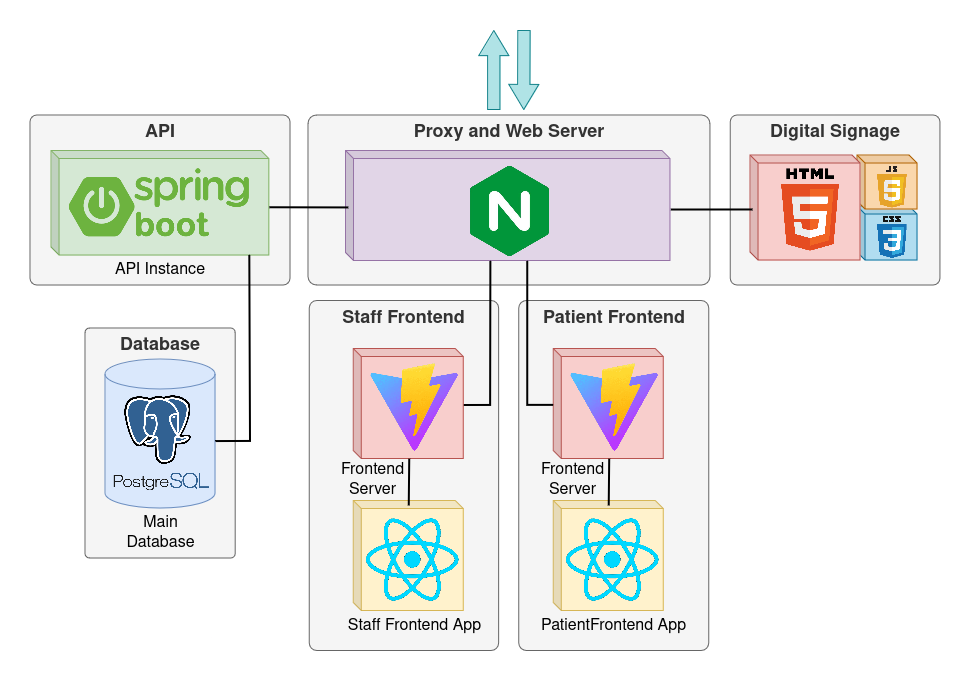 API
Proxy and Web Server
Digital Signage
spring
boot
N
HTML
5
JS
5
CSS
3
API Instance
Database
PostgreSQL
Main
Database
Staff Frontend
Frontend
Server
Staff Frontend App
Patient Frontend
Frontend
Server
PatientFrontend App